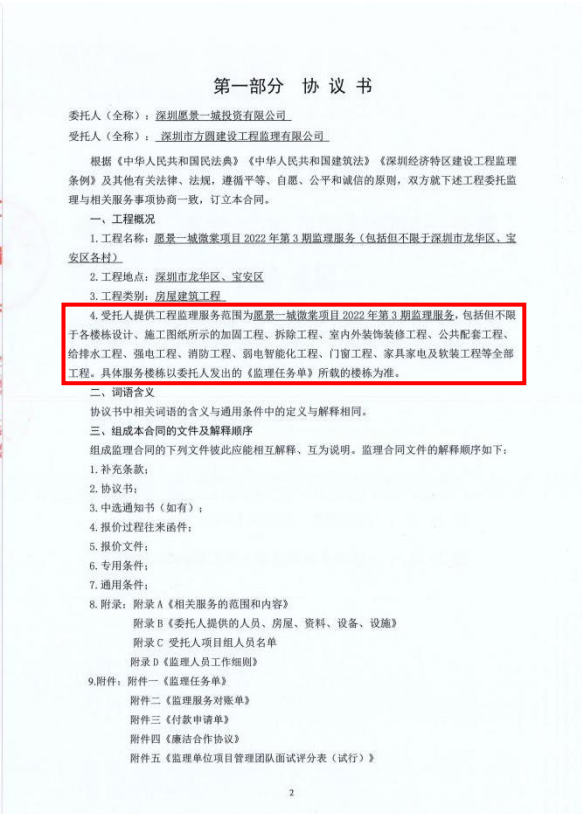 第一部分 协 议 书
委托人（全称）：深圳愿景一城投资有限公司
受托人（全称）：深圳市方圆建设工程监理有限公司
根据《中华人民共和国民法典》《中华人民共和国建筑法》《深圳经济特区建设工程监理
条例》及其他有关法律、法规，遵循平等、自愿、公平和诚信的原则，双方就下述工程委托监
理与相关服务事项协商一致，订立本合同。
一、工程概况
1.工程名称：愿景一城微棠项目 2022 年第 3 期监理服务（包括但不限于深圳市龙华区、宝
安区各村）
2.工程地点：深圳市龙华区、宝安区
3.工程类别：房屋建筑工程
4.受托人提供工程监理服务范围为愿景一城微棠项目 2022 年第 3 期监理服务，包括但不限
于各楼栋设计、施工图纸所示的加固工程、拆除工程、室内外装饰装修工程、公共配套工程、
给排水工程、强电工程、消防工程、弱电智能化工程、门窗工程、家具家电及软装工程等全部
工程。具体服务楼栋以委托人发出的《监理任务单》所载的楼栋为准。
二、词语含义
协议书中相关词语的含义与通用条件中的定义与解释相同。
三、组成本合同的文件及解释顺序
组成监理合同的下列文件彼此应能相互解释、互为说明。监理合同文件的解释顺序如下：
1.补充条款；
2.协议书；
3.中选通知书（如有）；
4.报价过程往来函件；
5.报价文件；
6.专用条件；
7.通用条件；
8.附录：附录 A《相关服务的范围和内容》
附录 B《委托人提供的人员、房屋、资料、设备、设施》
附录 C 受托人项目组人员名单
附录 D《监理人员工作细则》
9.附件：附件一《监理任务单》
附件二《监理服务对账单》
附件三《付款申请单》
附件四《廉洁合作协议》
附件五《监理单位项目管理团队面试评分表（试行）》
2